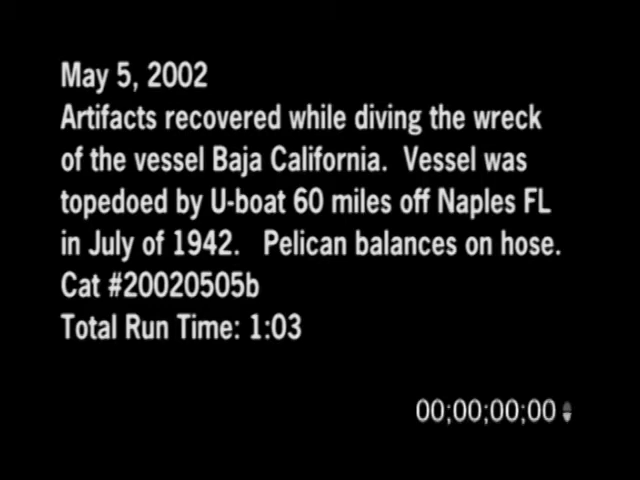 May 5, 2002
Artifacts recovered while diving the wreck
of the vessel Baja California.  Vessel was
topedoed by U-boat 60 miles off Naples FL
in July of 1942.   Pelican balances on hose.
Cat #20020505b
Total Run Time: 1:03
00;00;00;00